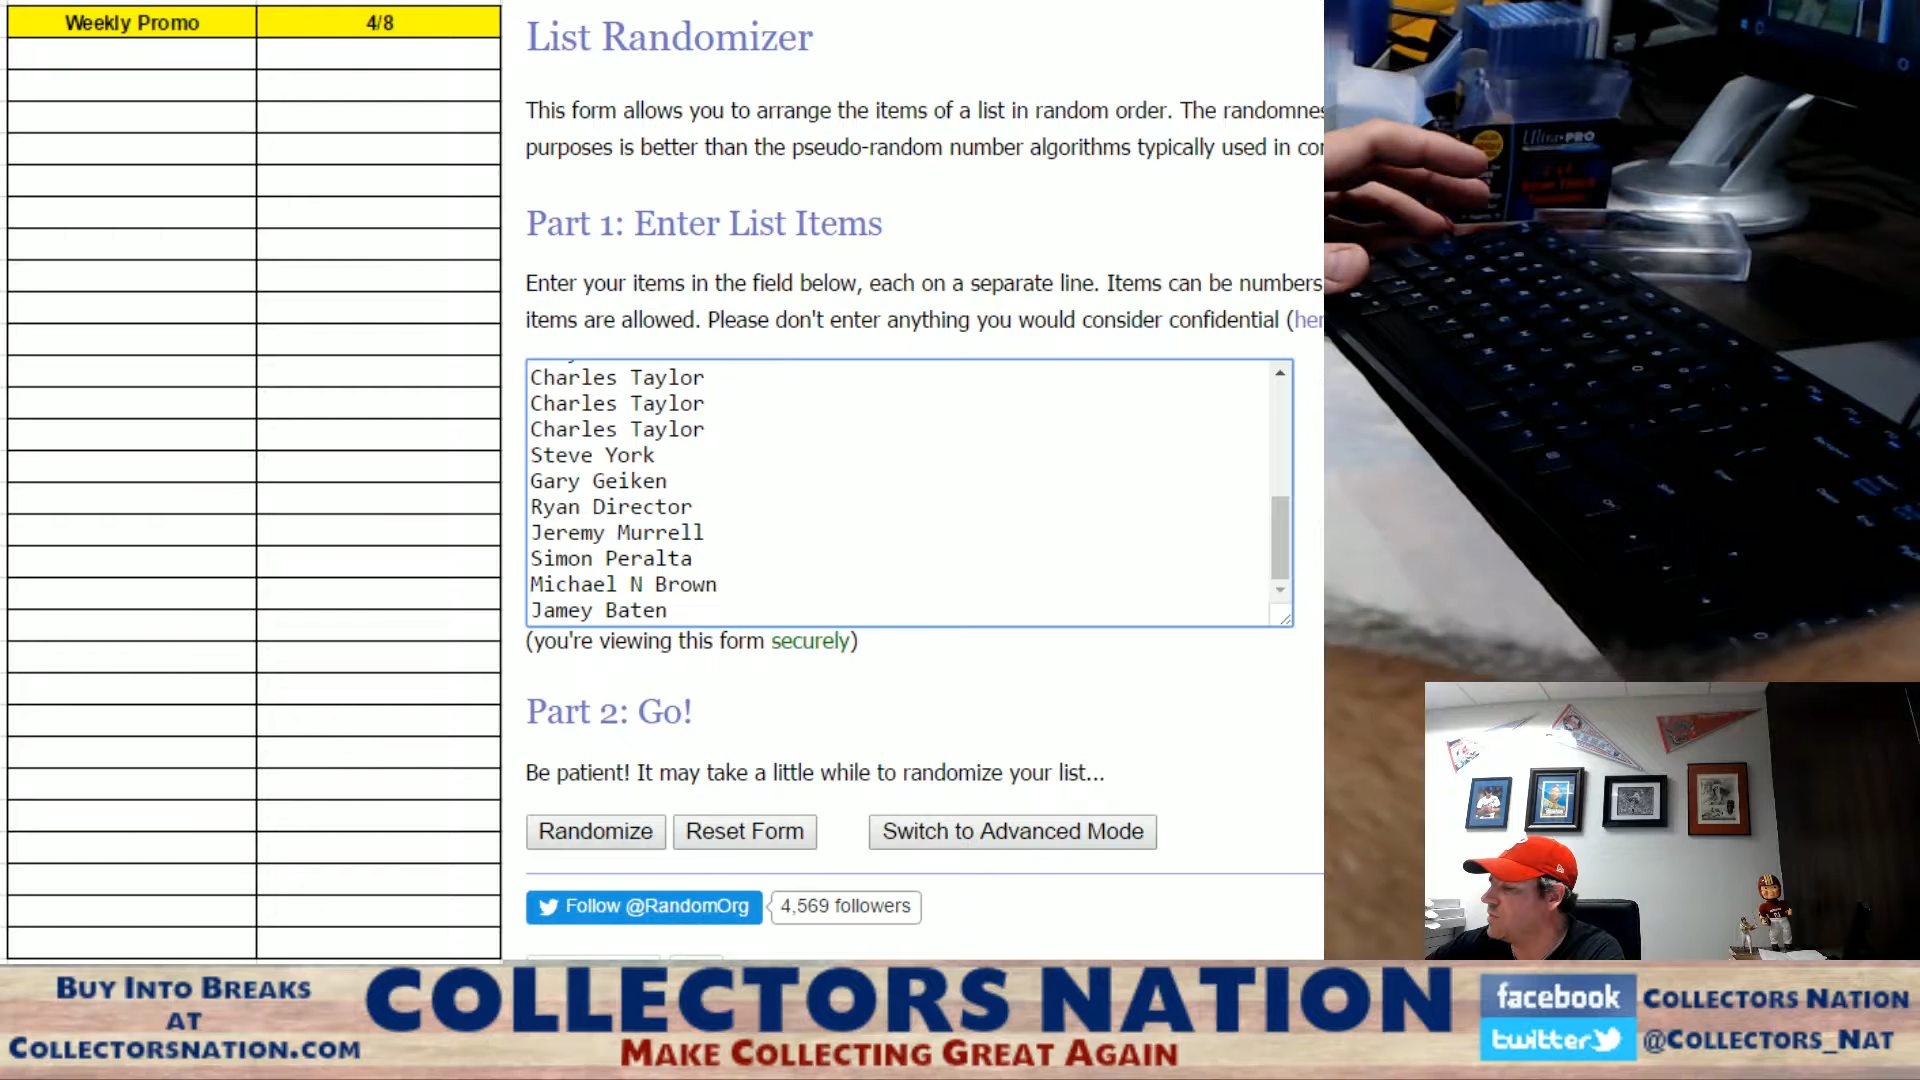 Weekly Promo 4/8
List Randomizer
This form allows you to arrange the items of a list in random order. The
purposes is better than the pseudo-random number algorithms typically used in
Part 1: Enter List Items
Enter your items in the field below, each on a separate line. Items can be numbers
items are allowed. Please don't enter anything you would consider confidential (
Charles Taylor
Charles Taylor
Charles Taylor
Steve York
Gary Geiken
Ryan Director
Jeremy Murrell
Simon Peralta
Michael N Brown
Jamey Baten
(you're viewing this form securely)
Part 2: Go!
Be patient! It may take a little while to randomize your list...
Randomize Reset Form Switch to Advanced Mode
Follow @RandomOrg 4,569 followers
Ultra PRO
BUY INTO BREAKS
AT
COLLECTORSNATION.COM
COLLECTORS NATION
MAKE COLLECTING GREAT AGAIN
facebook COLLECTORS NATION
twitter @COLLECTORS_NAT